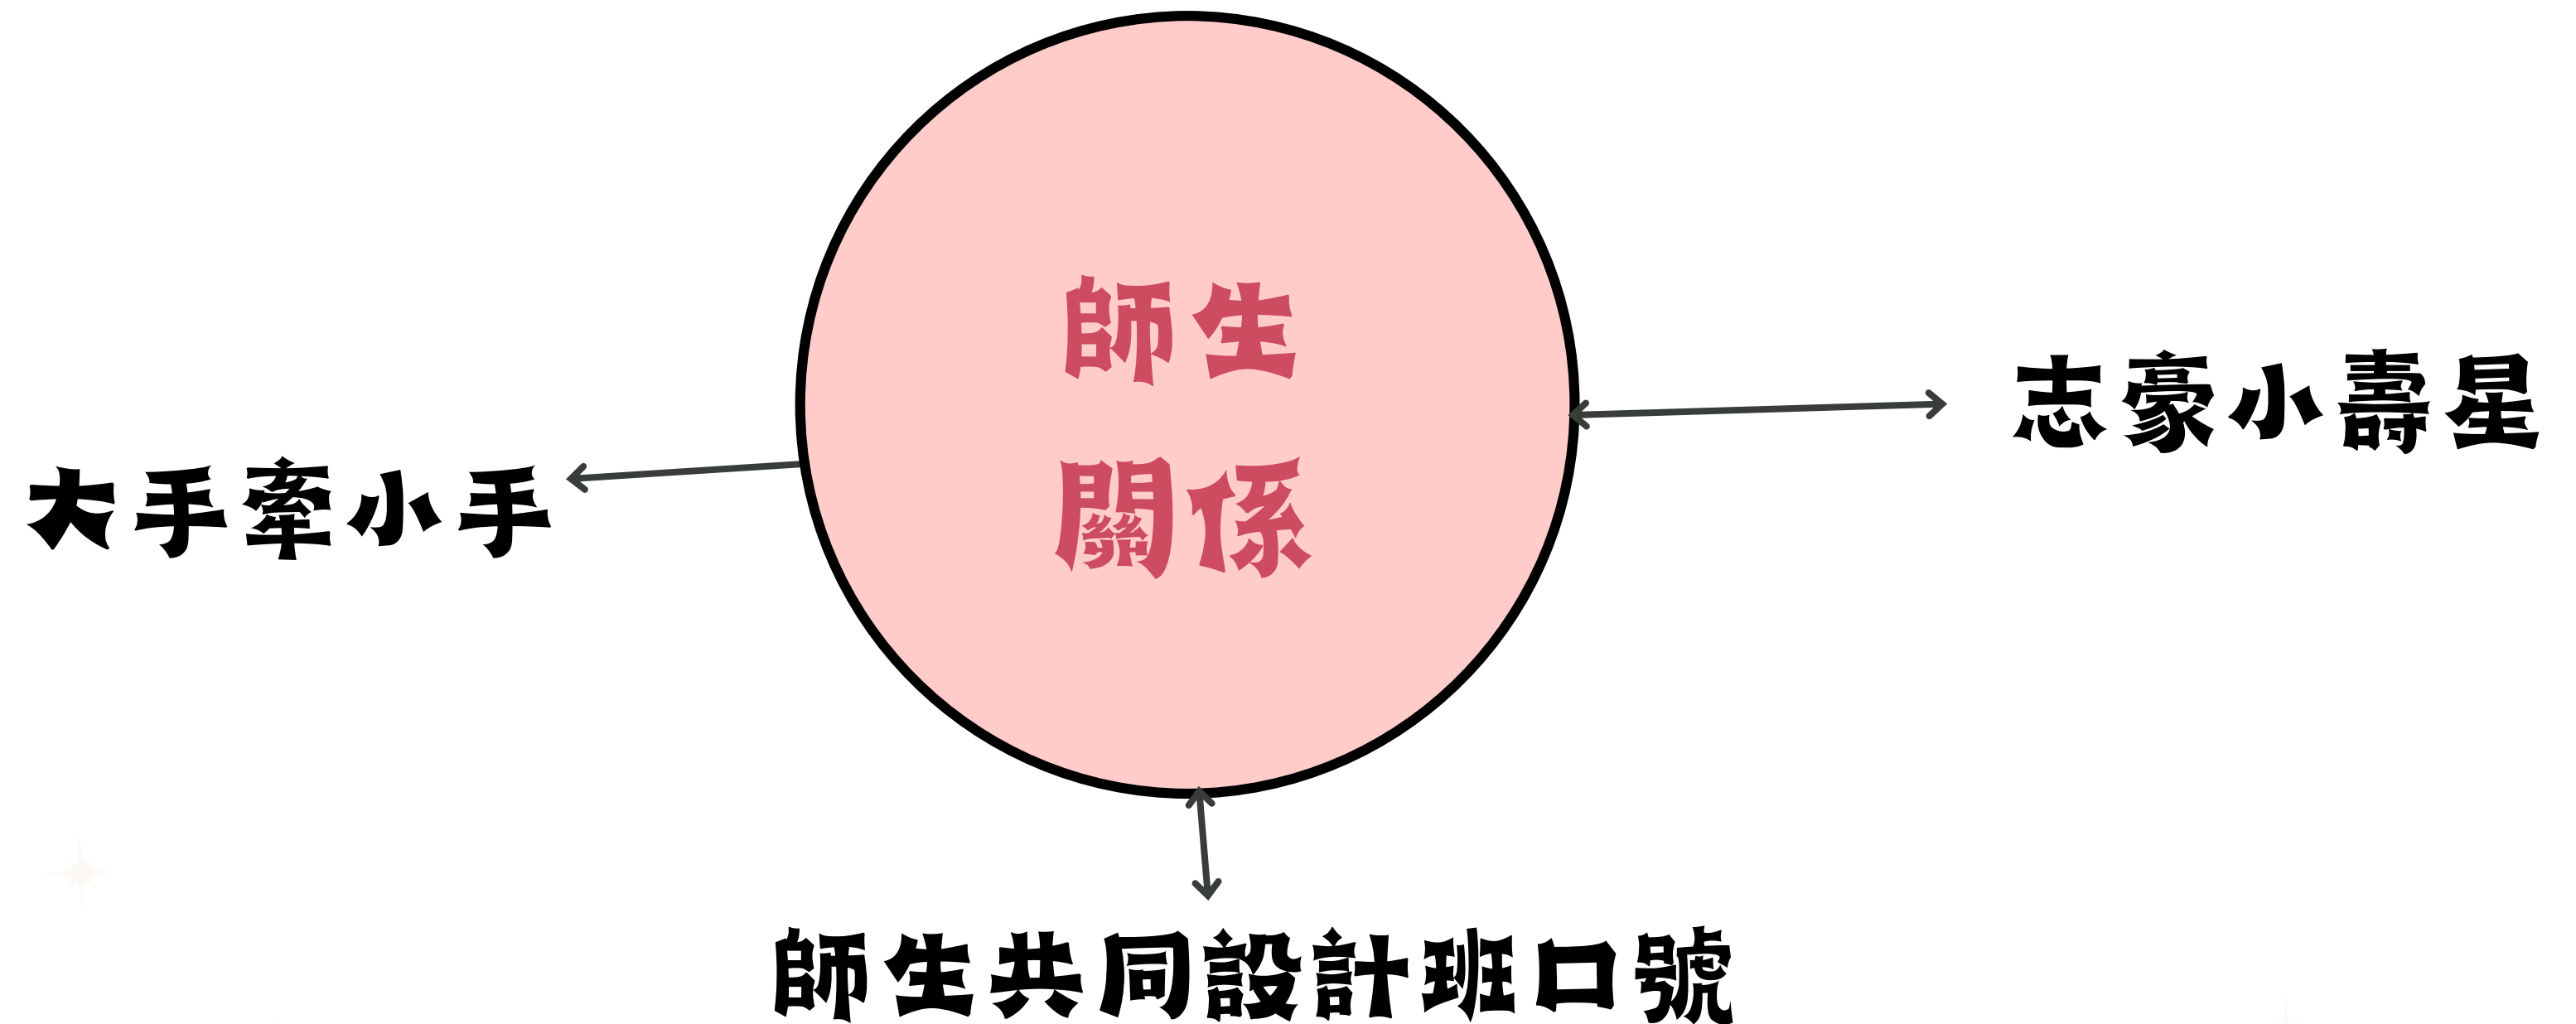 師生
關係
志豪小壽星
大手牽小手
師生共同設計班口號